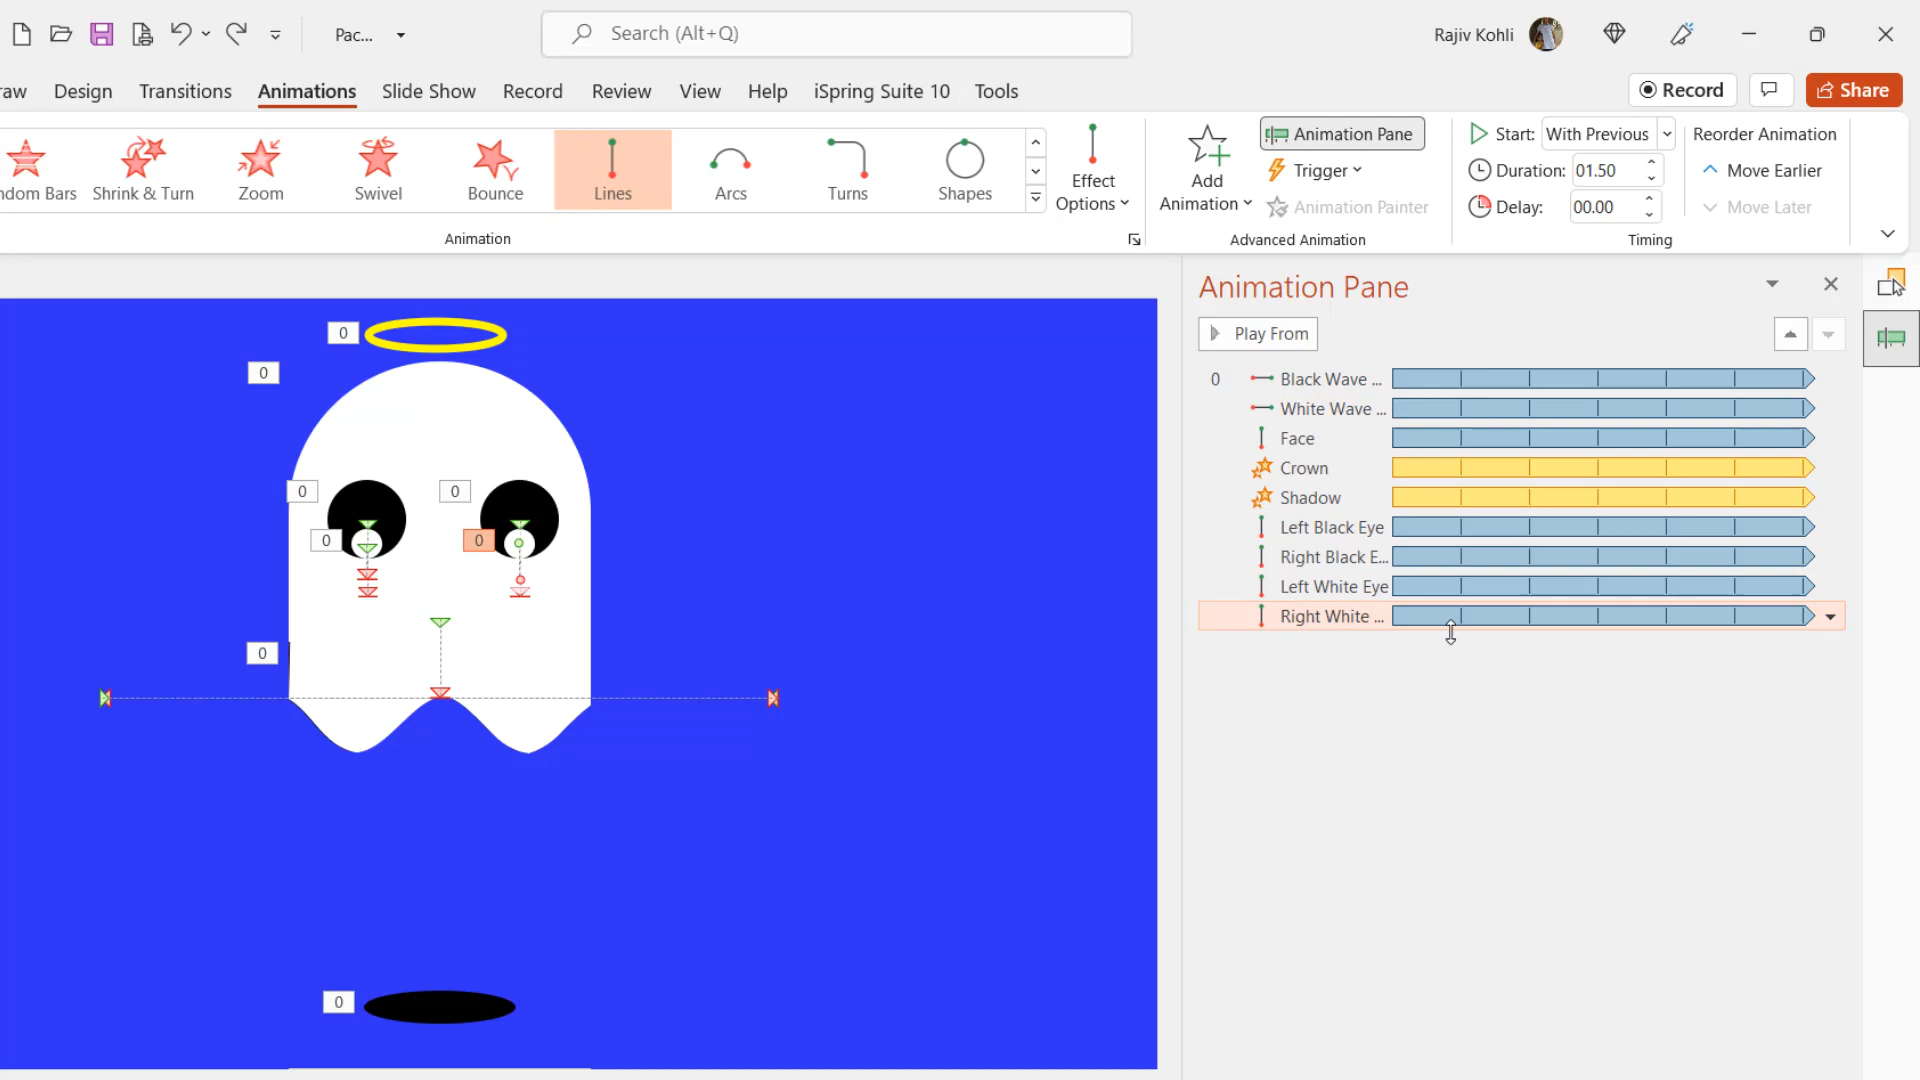 Pac...
Search (Alt+Q)
Rajiv Kohli
raw
Design
Transitions
Animations
Slide Show
Record
Review
View
Help
iSpring Suite 10
Tools
Record
Share
ndom Bars
Shrink & Turn
Zoom
Swivel
Bounce
Lines
Arcs
Turns
Shapes
Animation
Effect
Options
Add
Animation
Animation Pane
Trigger
Animation Painter
Advanced Animation
Start: With Previous
Duration: 01.50
Delay: 00.00
Timing
Reorder Animation
Move Earlier
Move Later
0
0
0
0
0
0
0
0
Animation Pane
Play From
0 Black Wave ...
White Wave ...
Face
Crown
Shadow
Left Black Eye
Right Black E...
Left White Eye
Right White ...